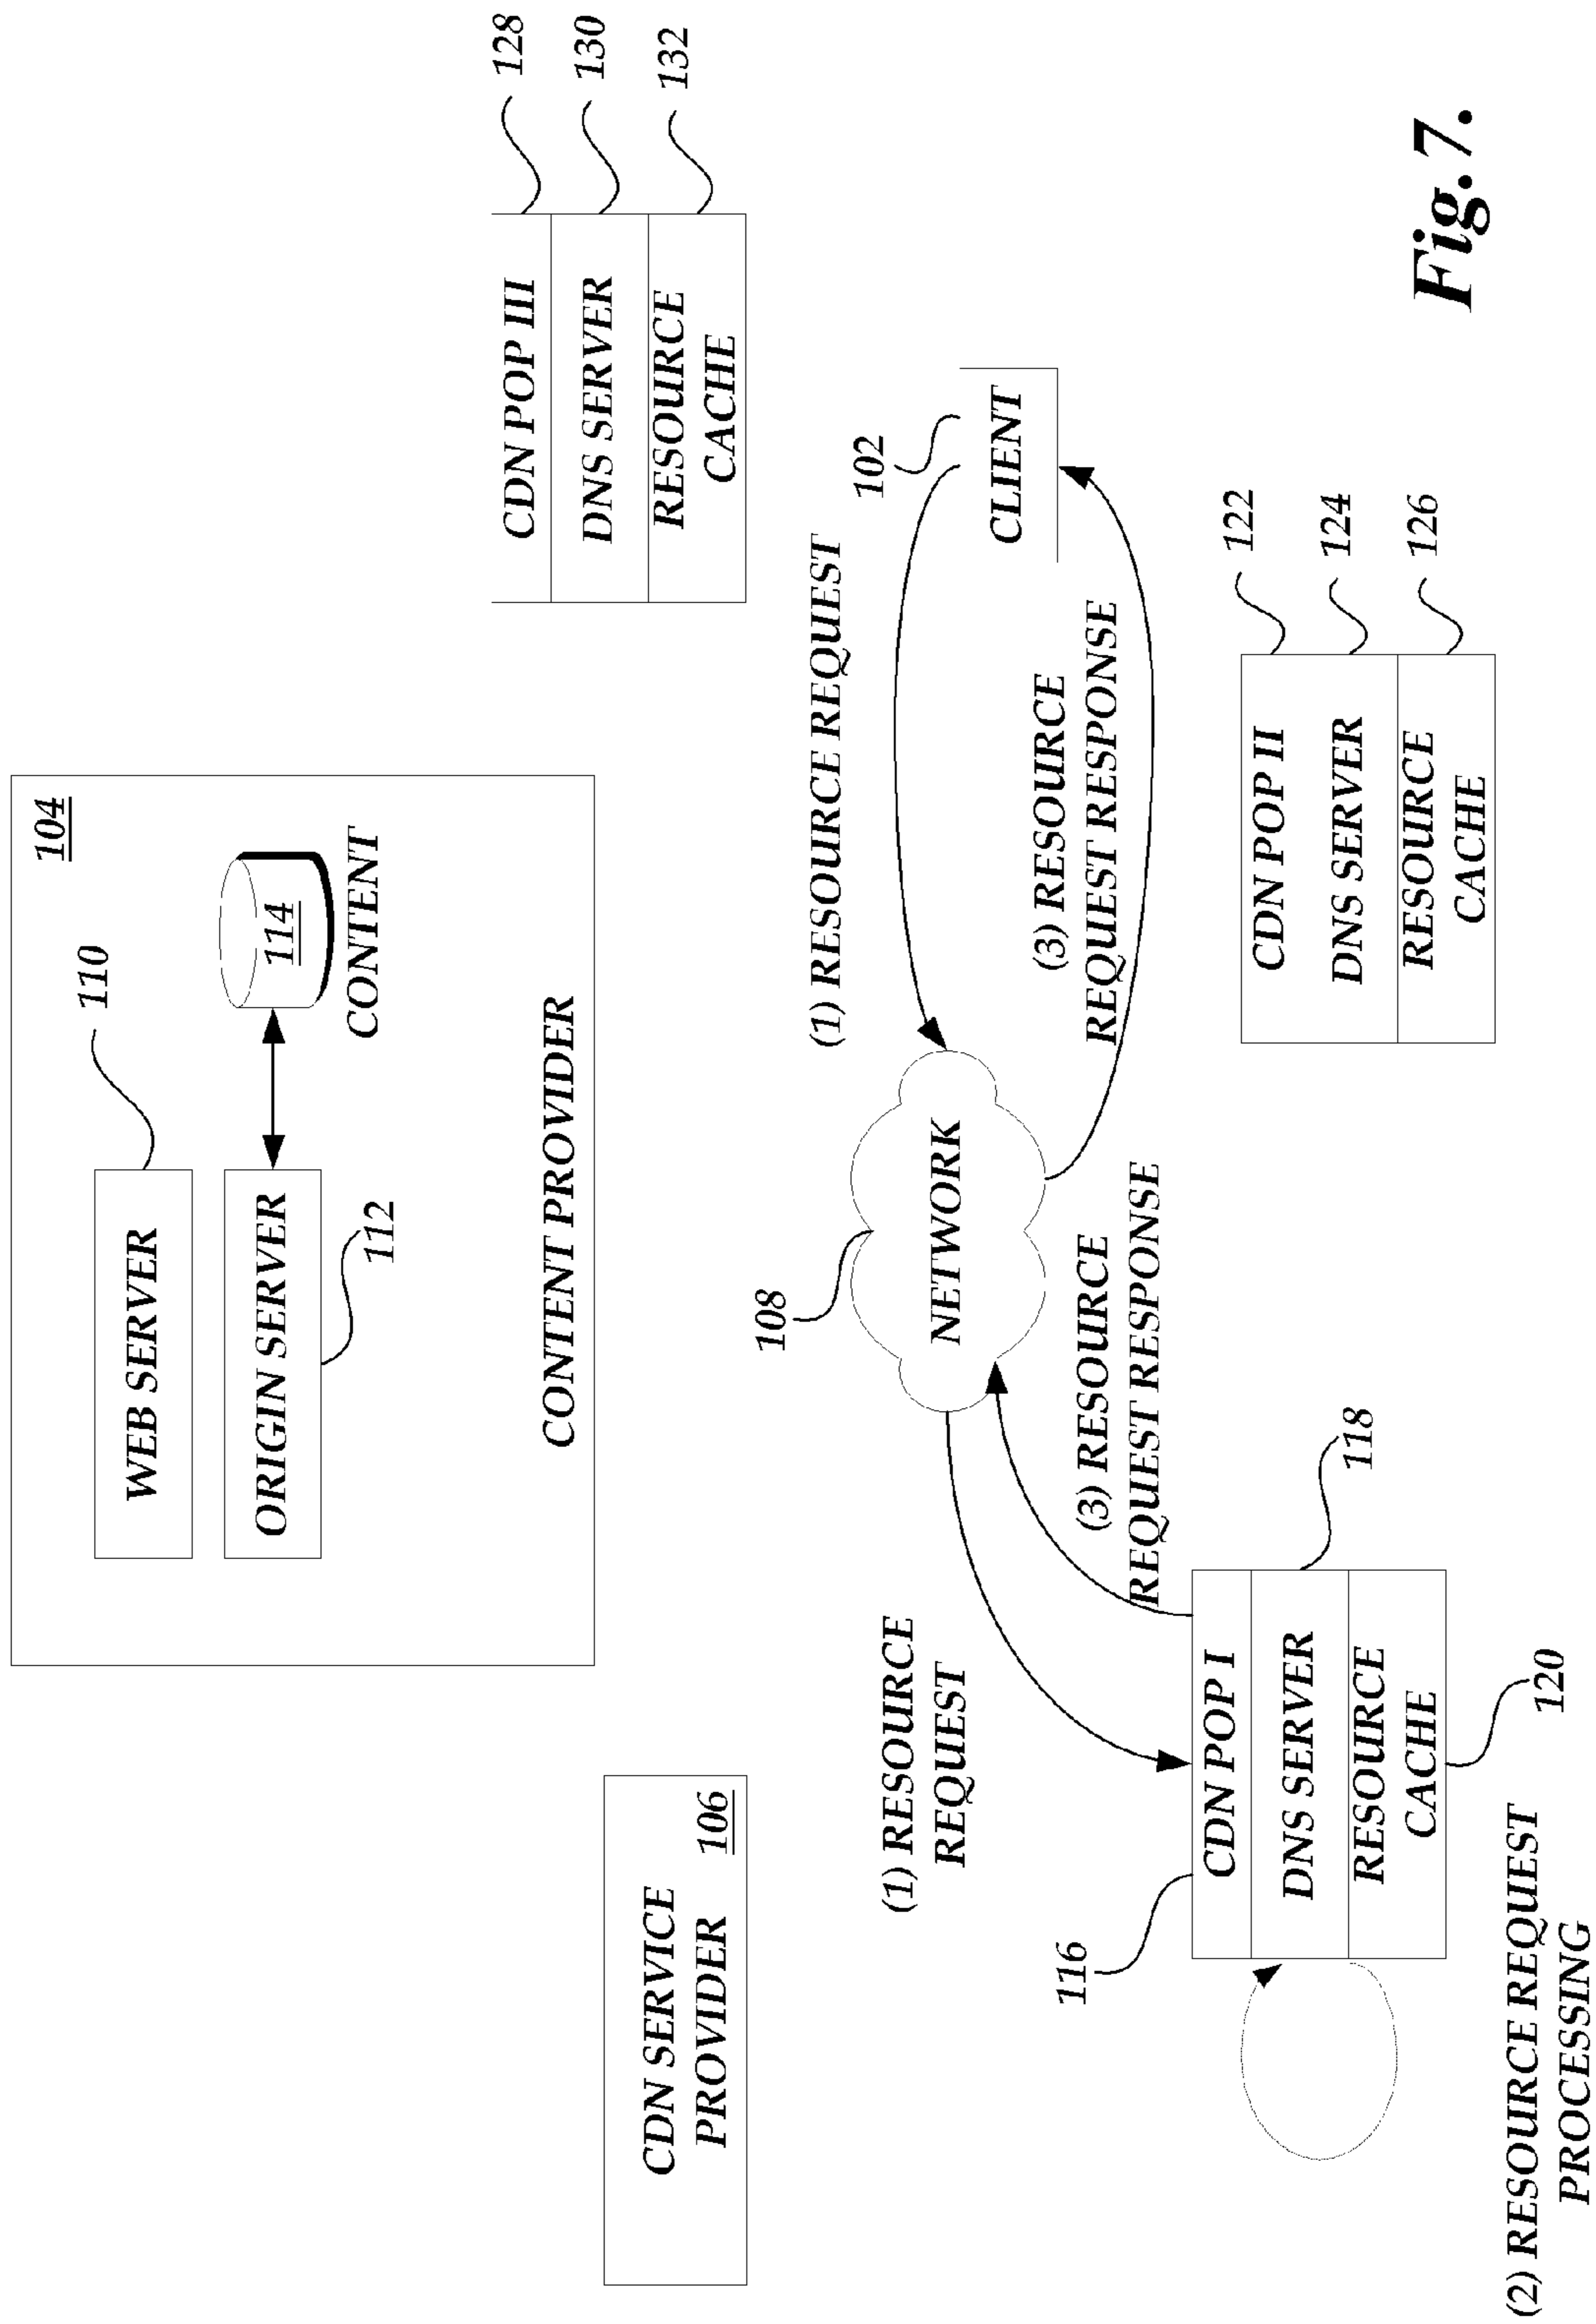 104
WEB SERVER
110
ORIGIN SERVER
112
114
CONTENT
CONTENT PROVIDER
CDN SERVICE
PROVIDER
106
CDN POP III
DNS SERVER
RESOURCE
CACHE
128
130
132
(1) RESOURCE REQUEST
102
CLIENT
108
NETWORK
(3) RESOURCE
REQUEST RESPONSE
(1) RESOURCE
REQUEST
(3) RESOURCE
REQUEST RESPONSE
116
CDN POP I
DNS SERVER
RESOURCE
CACHE
118
120
(2) RESOURCE REQUEST
PROCESSING
CDN POP II
DNS SERVER
RESOURCE
CACHE
122
124
126
Fig.7.